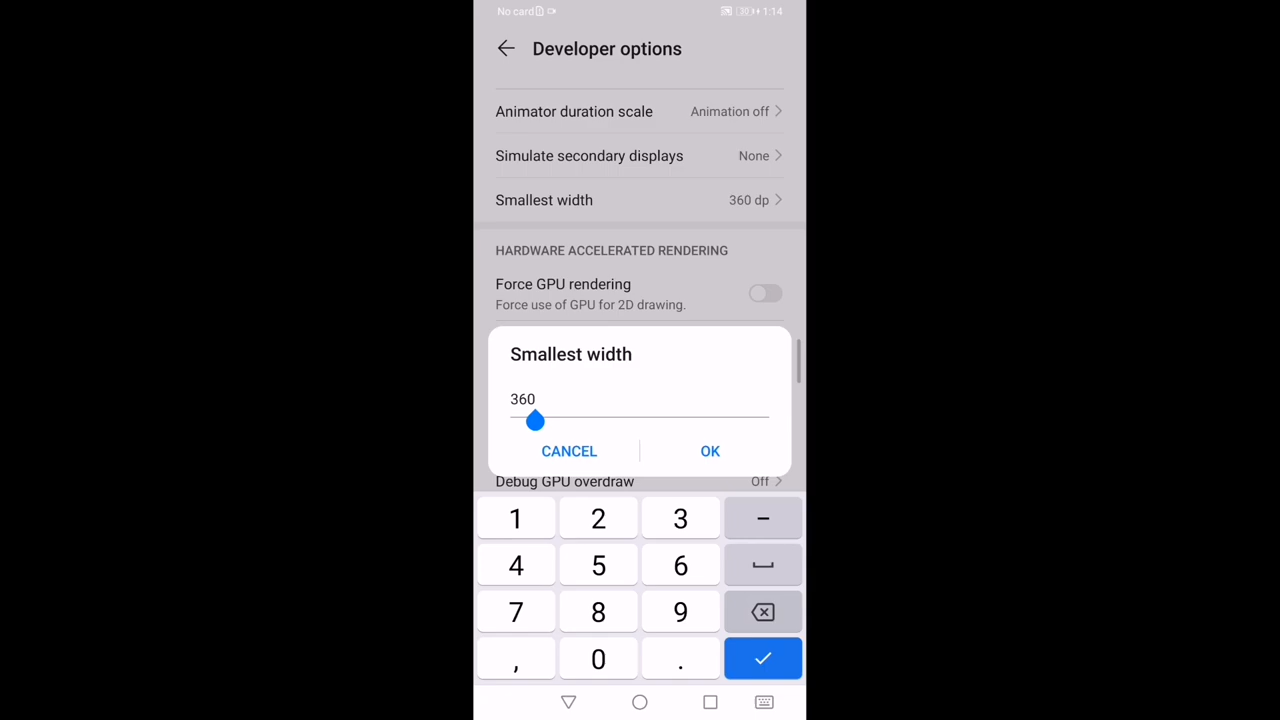 No card 1:14
Developer options
Animator duration scale Animation off
Simulate secondary displays None
Smallest width 360 dp
HARDWARE ACCELERATED RENDERING
Force GPU rendering
Force use of GPU for 2D drawing.
Smallest width
360
CANCEL OK
Debug GPU overdraw Off
1 2 3 -
4 5 6
7 8 9
, 0 .